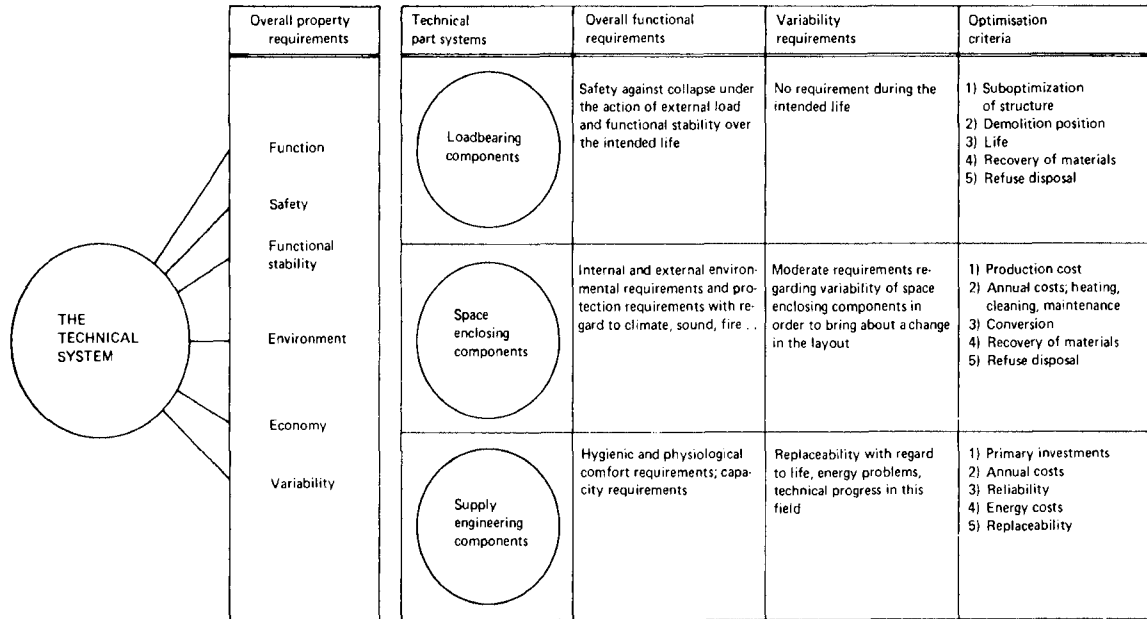 Overall property
requirements
THE
TECHNICAL
SYSTEM
Function
Safety
Functional
stability
Environment
Economy
Variability
Technical
part systems
Overall functional
requirements
Variability
requirements
Optimisation
criteria
Loadbearing
components
Safety against collapse under
the action of external load
and functional stability over
the intended life
No requirement during the
intended life
1) Suboptimization
of structure
2) Demolition position
3) Life
4) Recovery of materials
5) Refuse disposal
Space
enclosing
components
Internal and external environ-
mental requirements and pro-
tection requirements with re-
gard to climate, sound, fire . .
Moderate requirements re-
garding variability of space
enclosing components in
order to bring about a change
in the layout
1) Production cost
2) Annual costs; heating,
cleaning, maintenance
3) Conversion
4) Recovery of materials
5) Refuse disposal
Supply
engineering
components
Hygienic and physiological
comfort requirements; capa-
city requirements
Replaceability with regard
to life, energy problems,
technical progress in this
field
1) Primary investments
2) Annual costs
3) Reliability
4) Energy costs
5) Replaceability